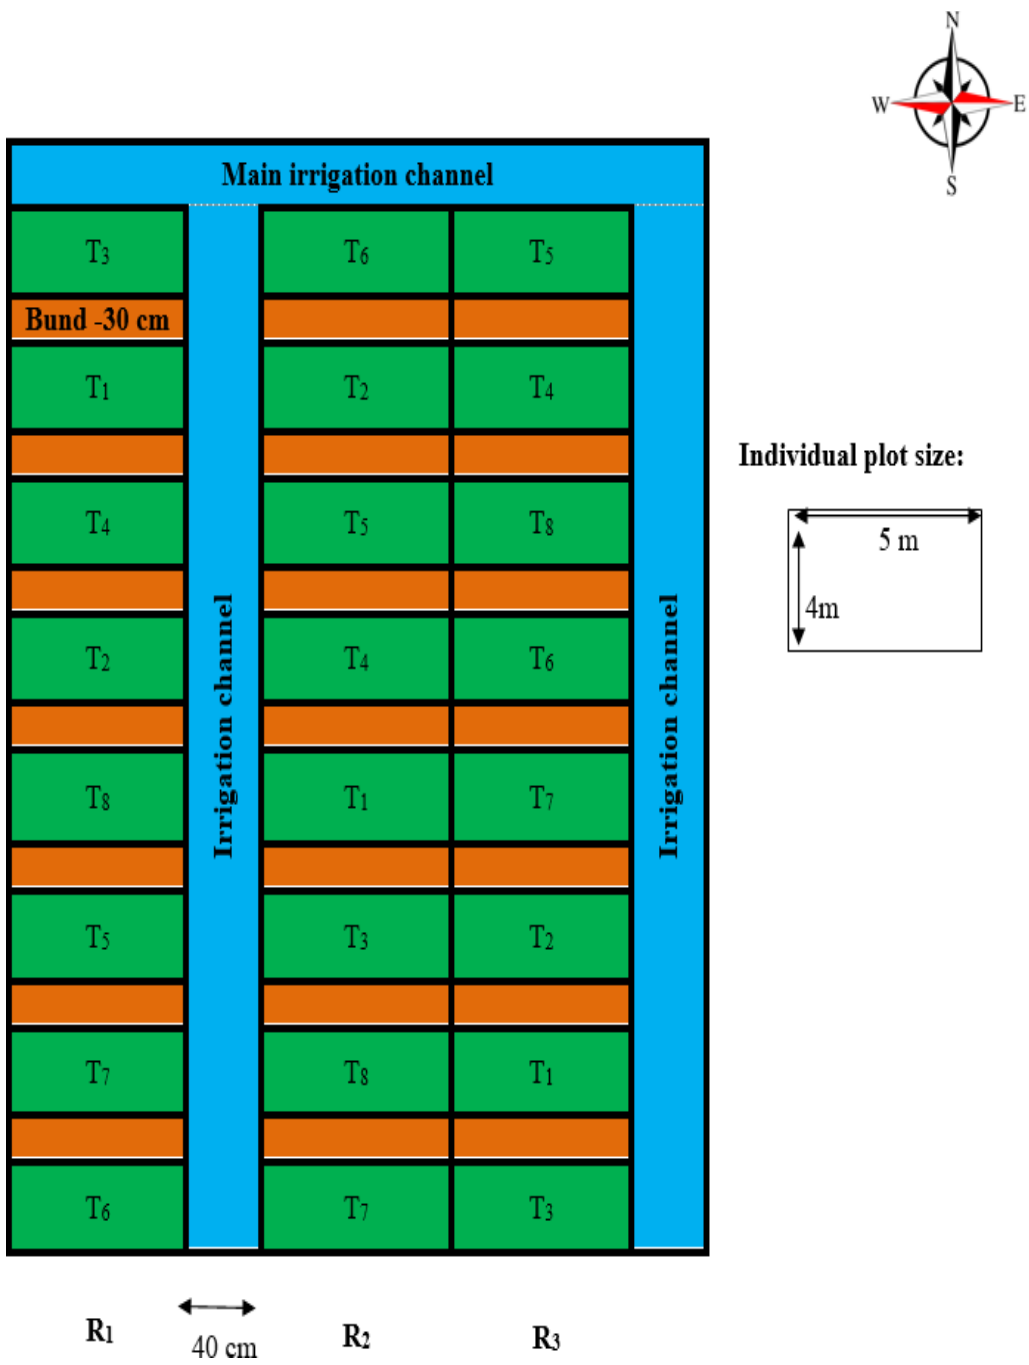 N
W E
S
Main irrigation channel
T3 T6 T5
Bund -30 cm
T1 T2 T4
Individual plot size:
5 m
4m
T4 T5 T8
T2 T4 T6
Irrigation channel
Irrigation channel
T8 T1 T7
T5 T3 T2
T7 T8 T1
T6 T7 T3
R1 R2 R3
40 cm